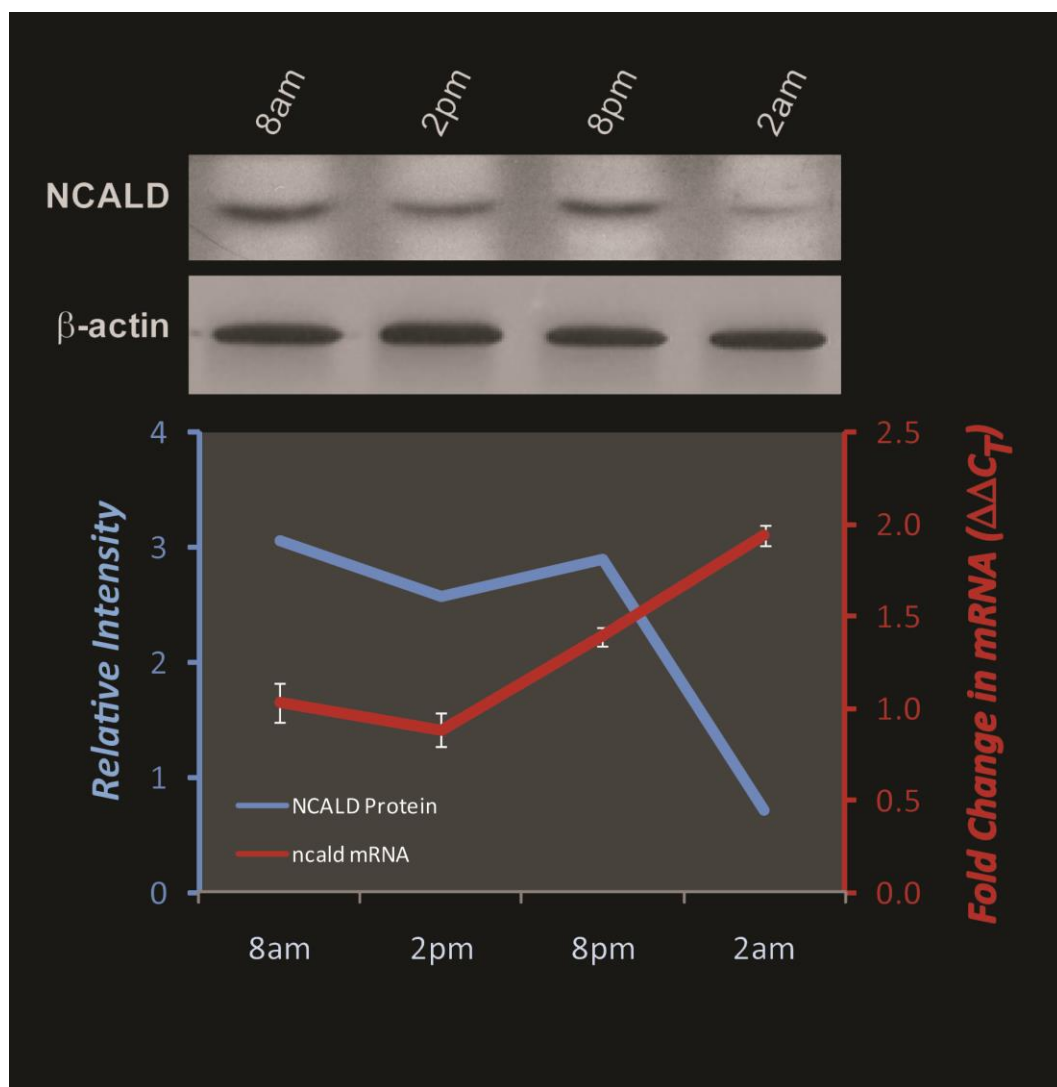 8am 2pm 8pm 2am
NCALD
β-actin
4
3
2
1
0
Relative Intensity
2.5
2.0
1.5
1.0
0.5
0.0
Fold Change in mRNA (ΔΔCT)
NCALD Protein
ncald mRNA
8am 2pm 8pm 2am